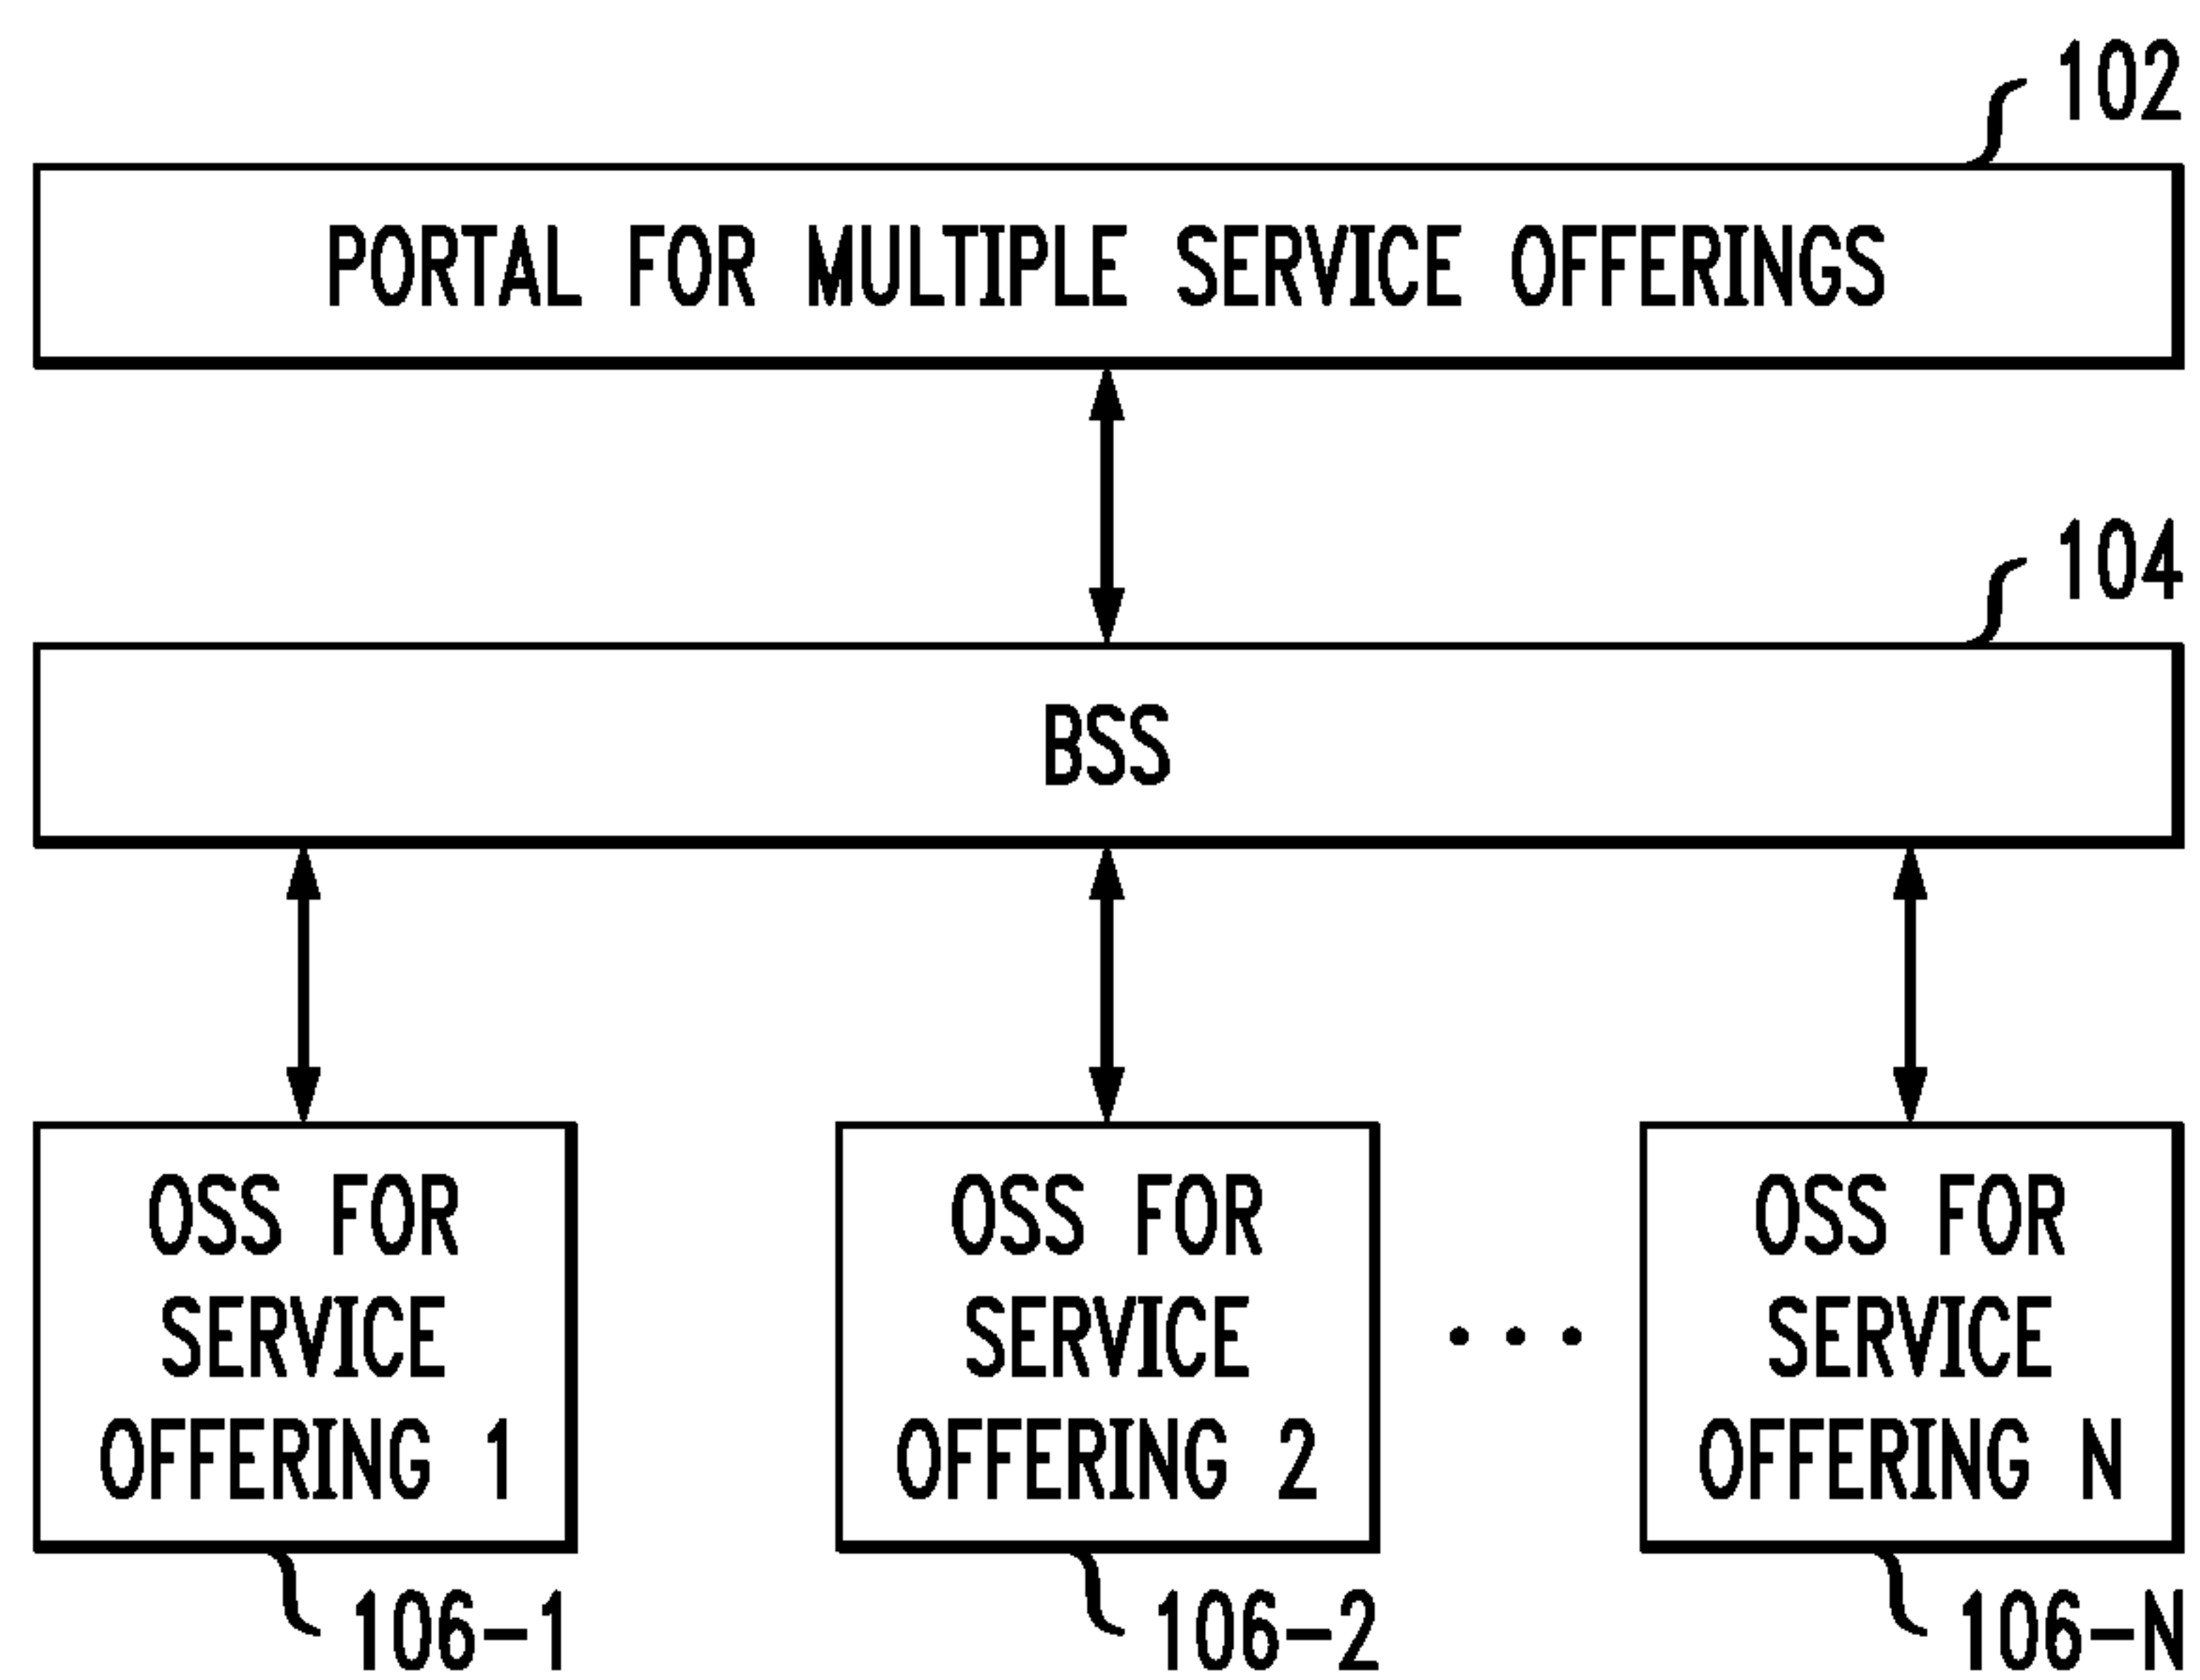 102
PORTAL FOR MULTIPLE SERVICE OFFERINGS
104
BSS
OSS FOR
SERVICE
OFFERING 1
OSS FOR
SERVICE
OFFERING 2
...
OSS FOR
SERVICE
OFFERING N
106-1
106-2
106-N